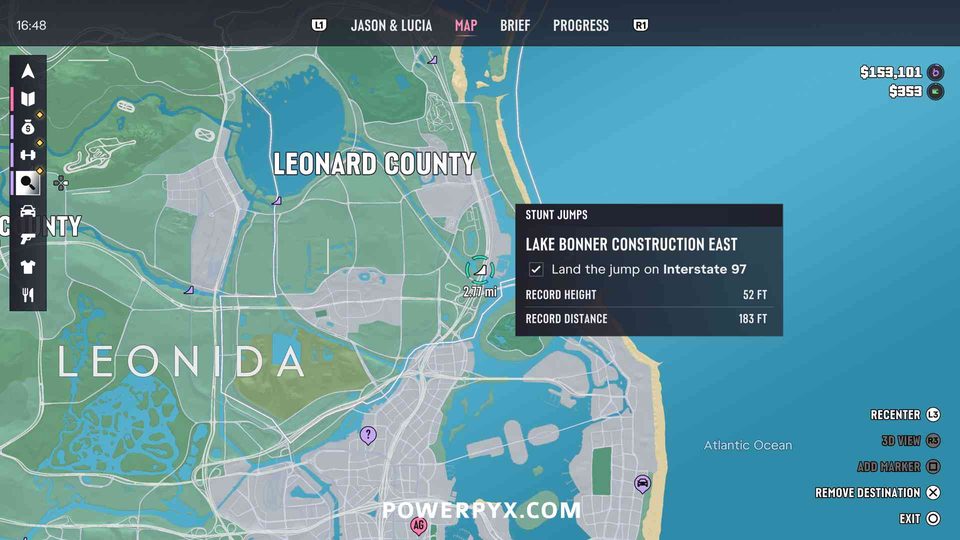 16:48
L1 JASON & LUCIA MAP BRIEF PROGRESS R1
$153,101
$353
LEONARD COUNTY
COUNTY
STUNT JUMPS
LAKE BONNER CONSTRUCTION EAST
Land the jump on Interstate 97
RECORD HEIGHT 52 FT
RECORD DISTANCE 183 FT
2.77 mi
LEONIDA
?
Atlantic Ocean
AG
RECENTER L3
3D VIEW R3
ADD MARKER
REMOVE DESTINATION
EXIT
POWERPYX.COM